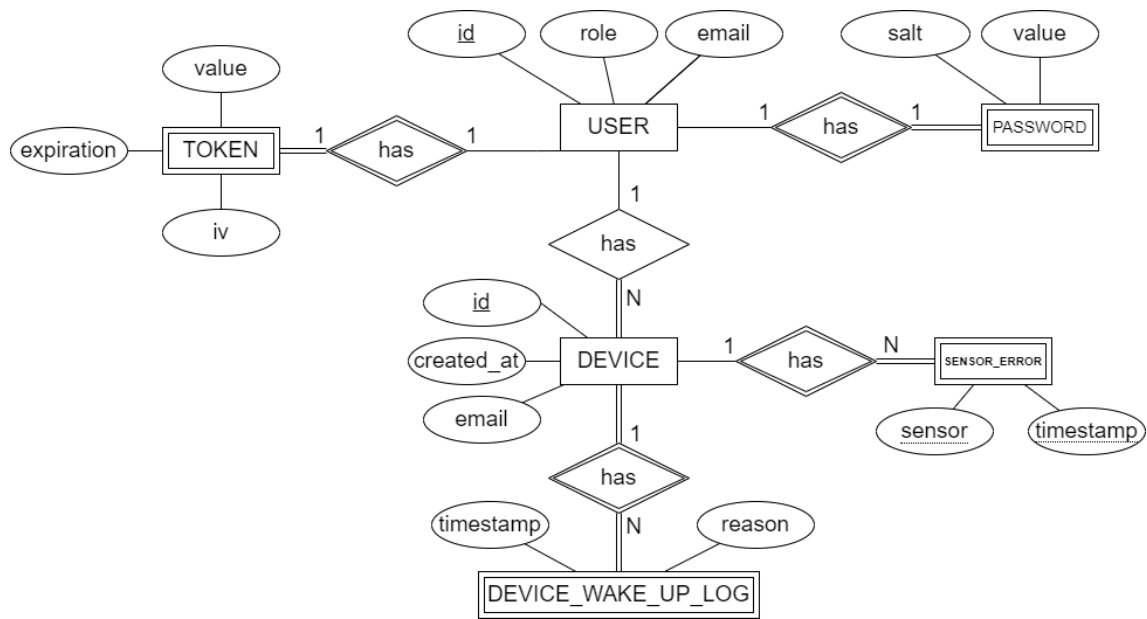 id
role
email
salt
value
value
USER
1
has
1
PASSWORD
expiration
TOKEN
1
has
1
iv
1
has
N
id
created_at
DEVICE
1
has
N
SENSOR_ERROR
email
sensor
timestamp
1
has
N
timestamp
reason
DEVICE_WAKE_UP_LOG